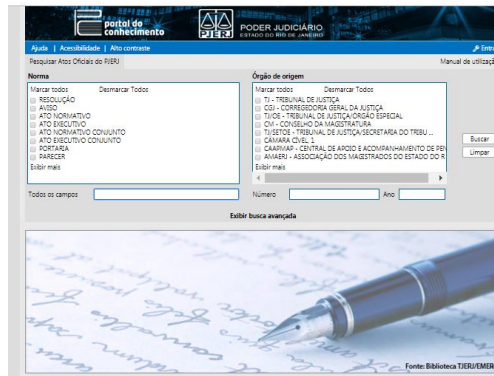 portal do
conhecimento
PJERJ
PODER JUDICIÁRIO
ESTADO DO RIO DE JANEIRO
Ajuda | Acessibilidade | Alto contraste
Entra
Pesquisar Atos Oficiais do PJERJ
Manual de utilizaçã
Norma
Marcar todos Desmarcar Todos
RESOLUÇÃO
AVISO
ATO NORMATIVO
ATO EXECUTIVO
ATO NORMATIVO CONJUNTO
ATO EXECUTIVO CONJUNTO
PORTARIA
PARECER
Exibir mais
Órgão de origem
Marcar todos Desmarcar Todos
TJ - TRIBUNAL DE JUSTIÇA
CGJ - CORREGEDORIA GERAL DA JUSTIÇA
TJ/OE - TRIBUNAL DE JUSTIÇA/ORGÃO ESPECIAL
CM - CONSELHO DA MAGISTRATURA
TJ/SETOE - TRIBUNAL DE JUSTIÇA/SECRETARIA DO TRIBU ...
CÂMARA CÍVEL. 1
CAAPMAP - CENTRAL DE APOIO E ACOMPANHAMENTO DE PEN
AMAERJ - ASSOCIAÇÃO DOS MAGISTRADOS DO ESTADO DO R
Exibir mais
Buscar
Limpar
Todos os campos
Número
Ano
Exibir busca avançada
Fonte: Biblioteca TJERJ/EMER